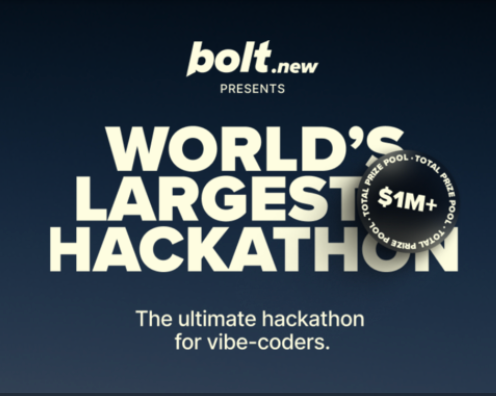 bolt.new
PRESENTS
WORLD'S
LARGEST
HACKATHON
TOTAL PRIZE POOL · TOTAL PRIZE POOL · TOTAL PRIZE POOL ·
$1M+
The ultimate hackathon
for vibe-coders.